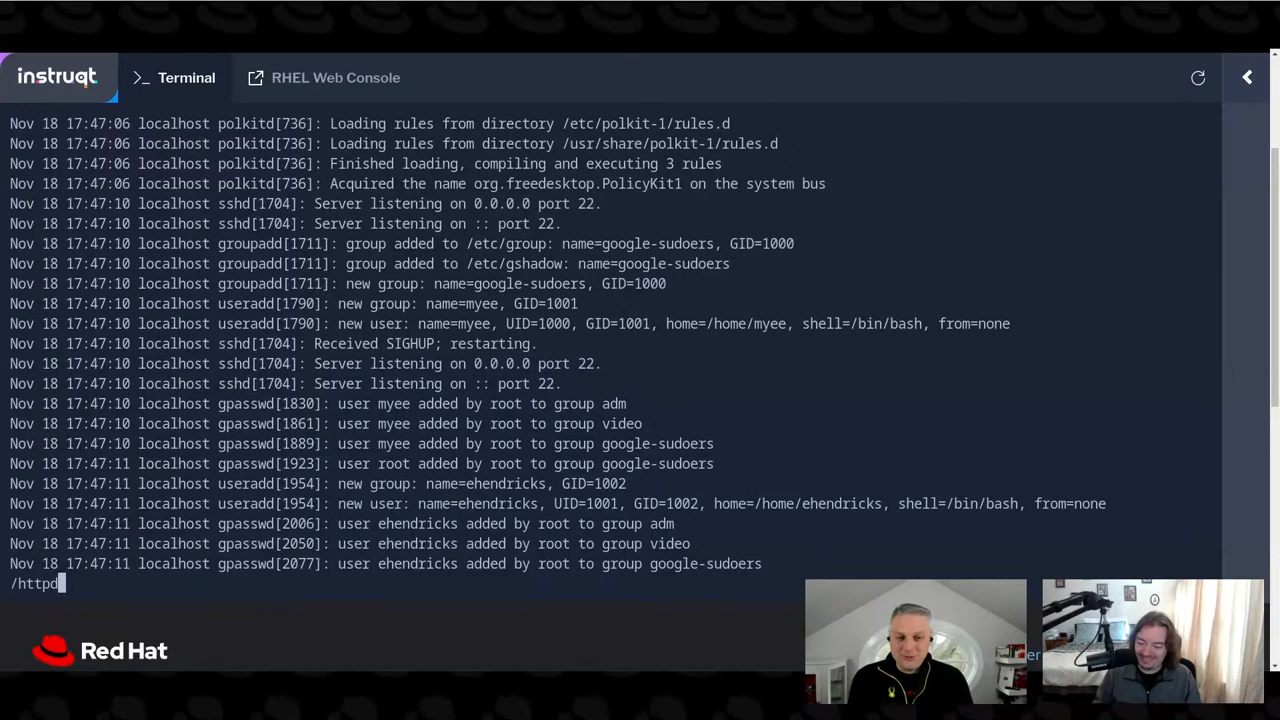 instruqt
>_ Terminal
RHEL Web Console
Nov 18 17:47:06 localhost polkitd[736]: Loading rules from directory /etc/polkit-1/rules.d
Nov 18 17:47:06 localhost polkitd[736]: Loading rules from directory /usr/share/polkit-1/rules.d
Nov 18 17:47:06 localhost polkitd[736]: Finished loading, compiling and executing 3 rules
Nov 18 17:47:06 localhost polkitd[736]: Acquired the name org.freedesktop.PolicyKit1 on the system bus
Nov 18 17:47:10 localhost sshd[1704]: Server listening on 0.0.0.0 port 22.
Nov 18 17:47:10 localhost sshd[1704]: Server listening on :: port 22.
Nov 18 17:47:10 localhost groupadd[1711]: group added to /etc/group: name=google-sudoers, GID=1000
Nov 18 17:47:10 localhost groupadd[1711]: group added to /etc/gshadow: name=google-sudoers
Nov 18 17:47:10 localhost groupadd[1711]: new group: name=google-sudoers, GID=1000
Nov 18 17:47:10 localhost useradd[1790]: new group: name=myee, GID=1001
Nov 18 17:47:10 localhost useradd[1790]: new user: name=myee, UID=1000, GID=1001, home=/home/myee, shell=/bin/bash, from=none
Nov 18 17:47:10 localhost sshd[1704]: Received SIGHUP; restarting.
Nov 18 17:47:10 localhost sshd[1704]: Server listening on 0.0.0.0 port 22.
Nov 18 17:47:10 localhost sshd[1704]: Server listening on :: port 22.
Nov 18 17:47:10 localhost gpasswd[1830]: user myee added by root to group adm
Nov 18 17:47:10 localhost gpasswd[1861]: user myee added by root to group video
Nov 18 17:47:10 localhost gpasswd[1889]: user myee added by root to group google-sudoers
Nov 18 17:47:11 localhost gpasswd[1923]: user root added by root to group google-sudoers
Nov 18 17:47:11 localhost useradd[1954]: new group: name=ehendricks, GID=1002
Nov 18 17:47:11 localhost useradd[1954]: new user: name=ehendricks, UID=1001, GID=1002, home=/home/ehendricks, shell=/bin/bash, from=none
Nov 18 17:47:11 localhost gpasswd[2006]: user ehendricks added by root to group adm
Nov 18 17:47:11 localhost gpasswd[2050]: user ehendricks added by root to group video
Nov 18 17:47:11 localhost gpasswd[2077]: user ehendricks added by root to group google-sudoers
/httpd
Red Hat